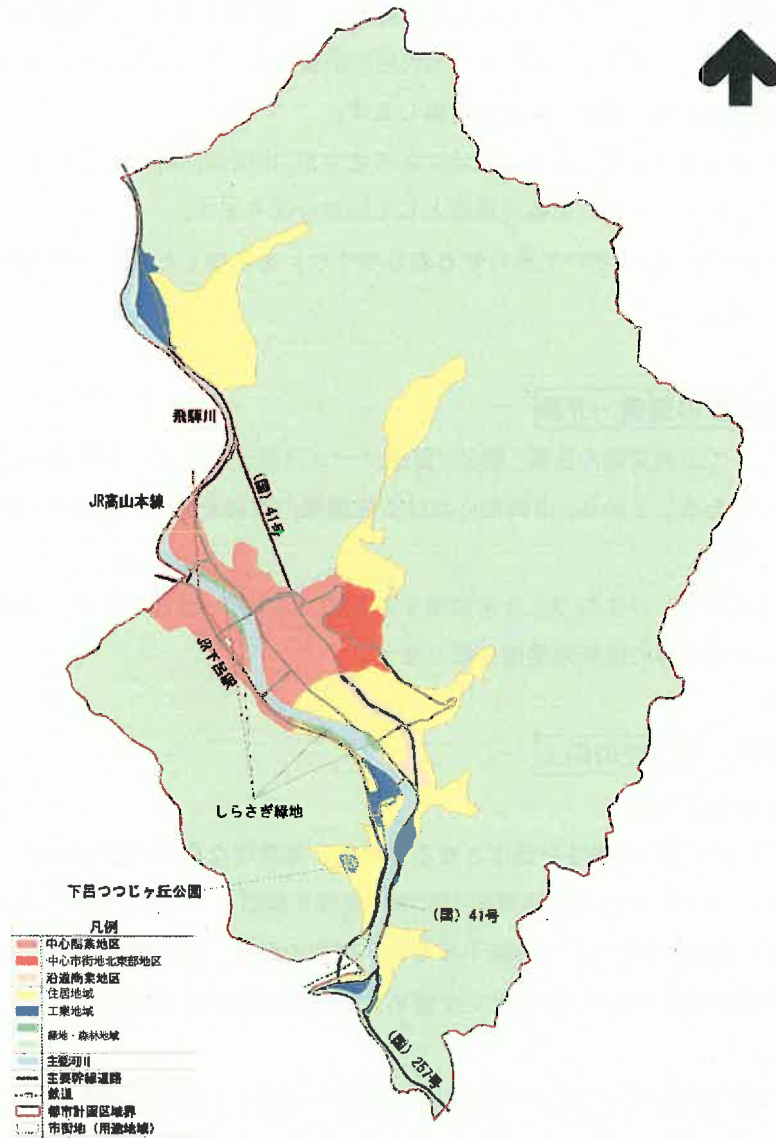 飛騨川
(国)41号
JR高山本線
JR下呂駅
しらさぎ緑地
下呂つつじヶ丘公園
(国)41号
(国)257号
凡例
中心商業地区
中心市街地北東部地区
沿道商業地区
住居地域
工業地域
緑地・森林地域
主要河川
主要幹線道路
鉄道
都市計画区域界
市街地(用途地域)